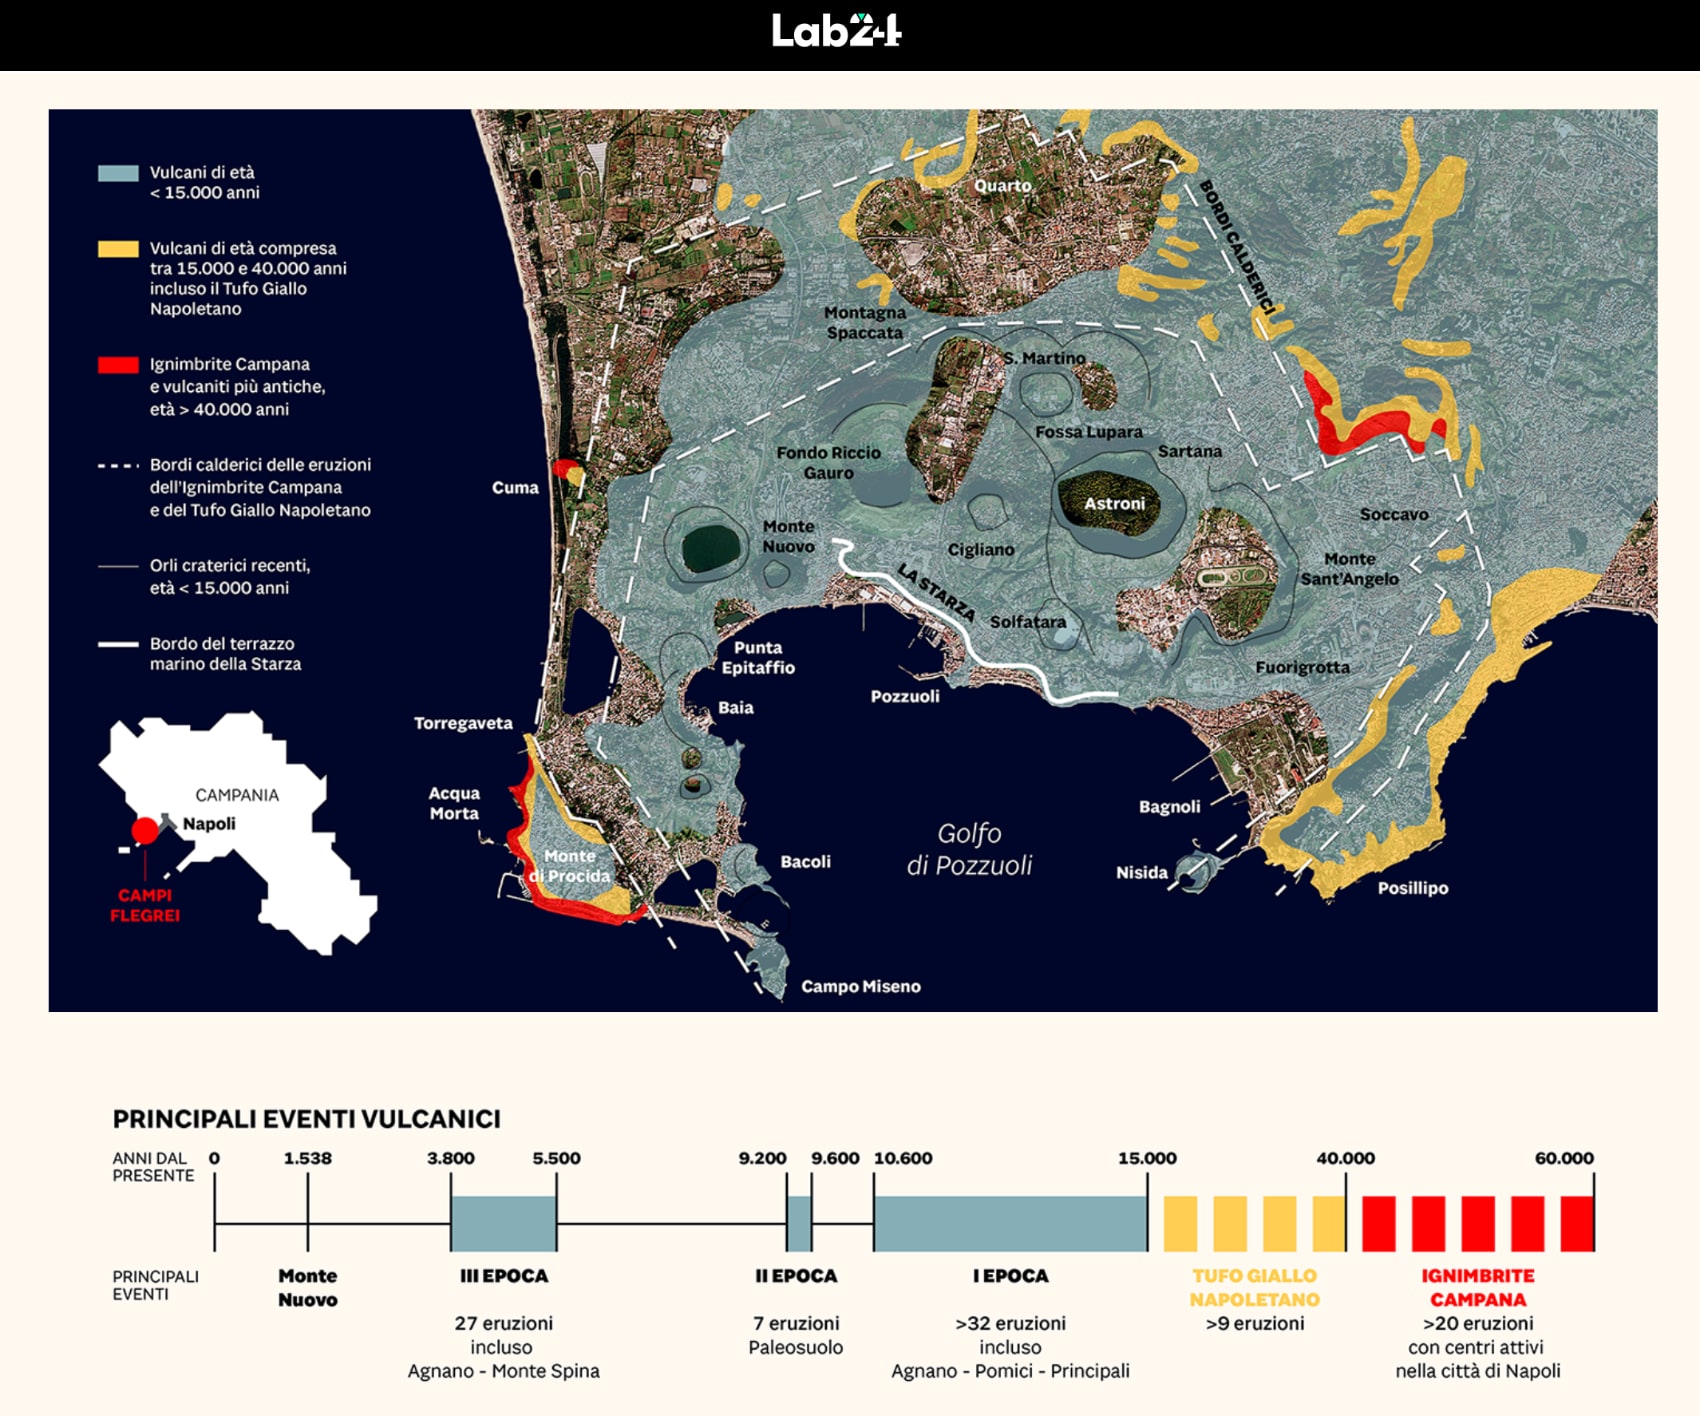 Lab24
Vulcani di età
< 15.000 anni
Vulcani di età compresa
tra 15.000 e 40.000 anni
incluso il Tufo Giallo
Napoletano
Ignimbrite Campana
e vulcaniti più antiche,
età > 40.000 anni
Bordi calderici delle eruzioni
dell'Ignimbrite Campana
e del Tufo Giallo Napoletano
Orli craterici recenti,
età < 15.000 anni
Bordo del terrazzo
marino della Starza
CAMPANIA
Napoli
CAMPI
FLEGREI
Quarto
BORDI CALDERICI
Montagna
Spaccata
S. Martino
Fossa Lupara
Fondo Riccio
Gauro
Sartana
Cuma
Astroni
Soccavo
Monte
Nuovo
Cigliano
Monte
Sant'Angelo
LA STARZA
Solfatara
Punta
Epitaffio
Fuorigrotta
Pozzuoli
Baia
Torregaveta
Acqua
Morta
Bagnoli
Golfo
di Pozzuoli
Monte
di Procida
Bacoli
Nisida
Posillipo
Campo Miseno
PRINCIPALI EVENTI VULCANICI
ANNI DAL
PRESENTE
0 1.538 3.800 5.500 9.200 9.600 10.600 15.000 40.000 60.000
PRINCIPALI
EVENTI
Monte
Nuovo
III EPOCA
27 eruzioni
incluso
Agnano - Monte Spina
II EPOCA
7 eruzioni
Paleosuolo
I EPOCA
>32 eruzioni
incluso
Agnano - Pomici - Principali
TUFO GIALLO
NAPOLETANO
>9 eruzioni
IGNIMBRITE
CAMPANA
>20 eruzioni
con centri attivi
nella città di Napoli